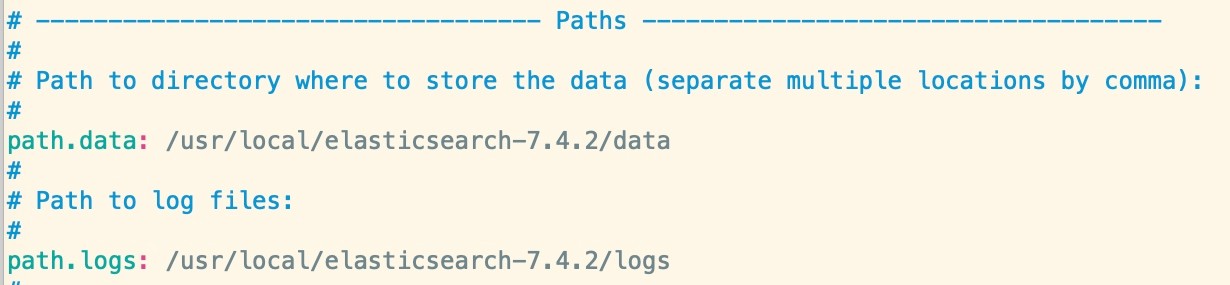 # ----------------------------------- Paths ------------------------------------
#
# Path to directory where to store the data (separate multiple locations by comma):
#
path.data: /usr/local/elasticsearch-7.4.2/data
#
# Path to log files:
#
path.logs: /usr/local/elasticsearch-7.4.2/logs
#